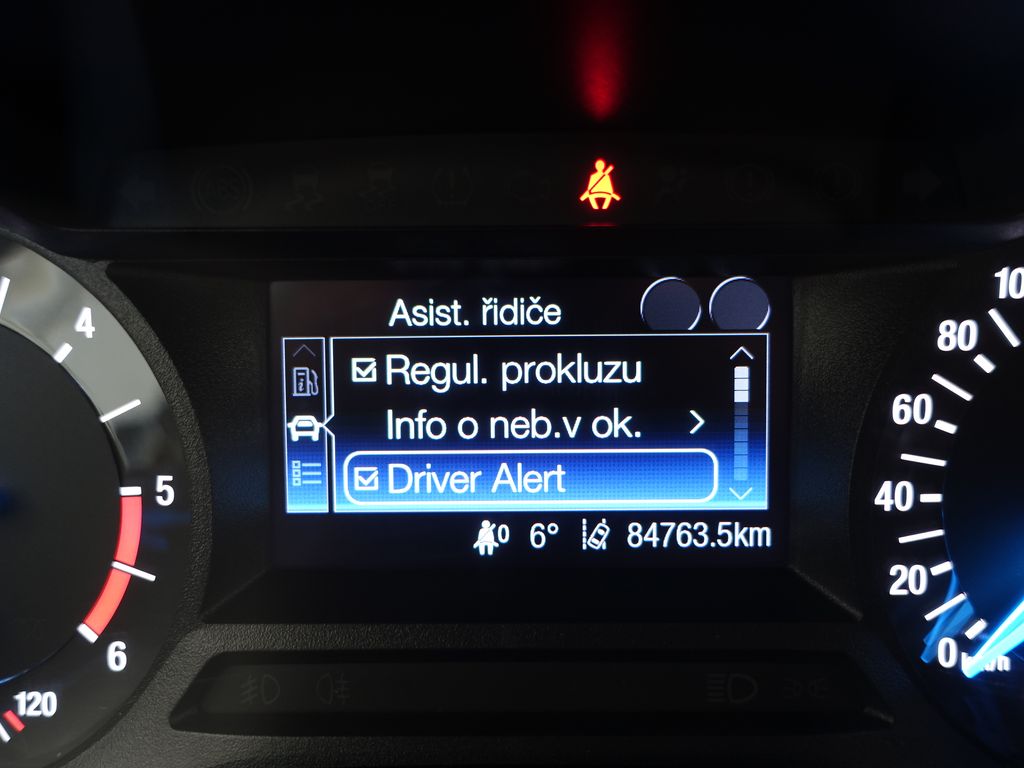 Asist. řidiče
Regul. prokluzu
Info o neb.v ok.
Driver Alert
0 6° 84763.5km
4
5
6
120
100
80
60
40
20
0 km/h